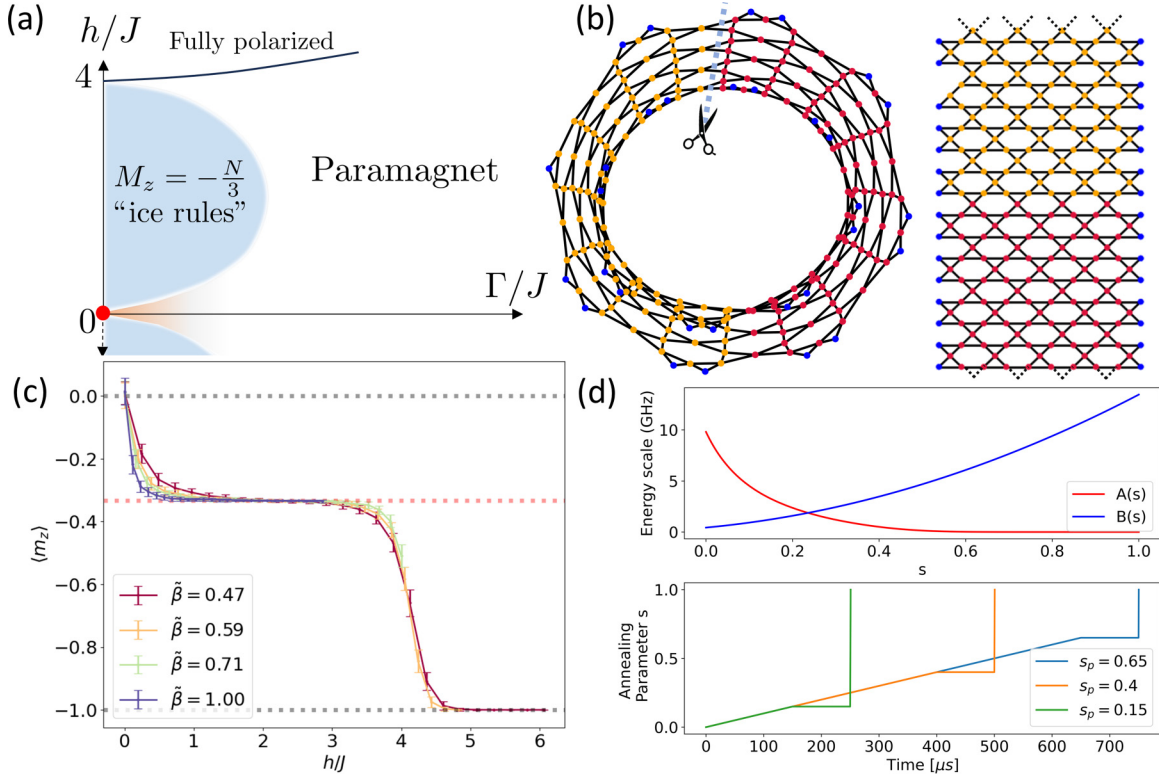 (a)
h/J
Fully polarized
4
M_z = -\frac{N}{3}
“ice rules”
Paramagnet
Γ/J
0
(b)
(c)
⟨m_z⟩
0.0
−0.2
−0.4
−0.6
−0.8
−1.0
β̃ = 0.47
β̃ = 0.59
β̃ = 0.71
β̃ = 1.00
0 1 2 3 4 5 6
h/J
(d)
Energy scale (GHz)
10
5
0
A(s)
B(s)
0.0 0.2 0.4 0.6 0.8 1.0
s
Annealing
Parameter s
1.0
0.5
0.0
s_p = 0.65
s_p = 0.4
s_p = 0.15
0 100 200 300 400 500 600 700
Time [μs]